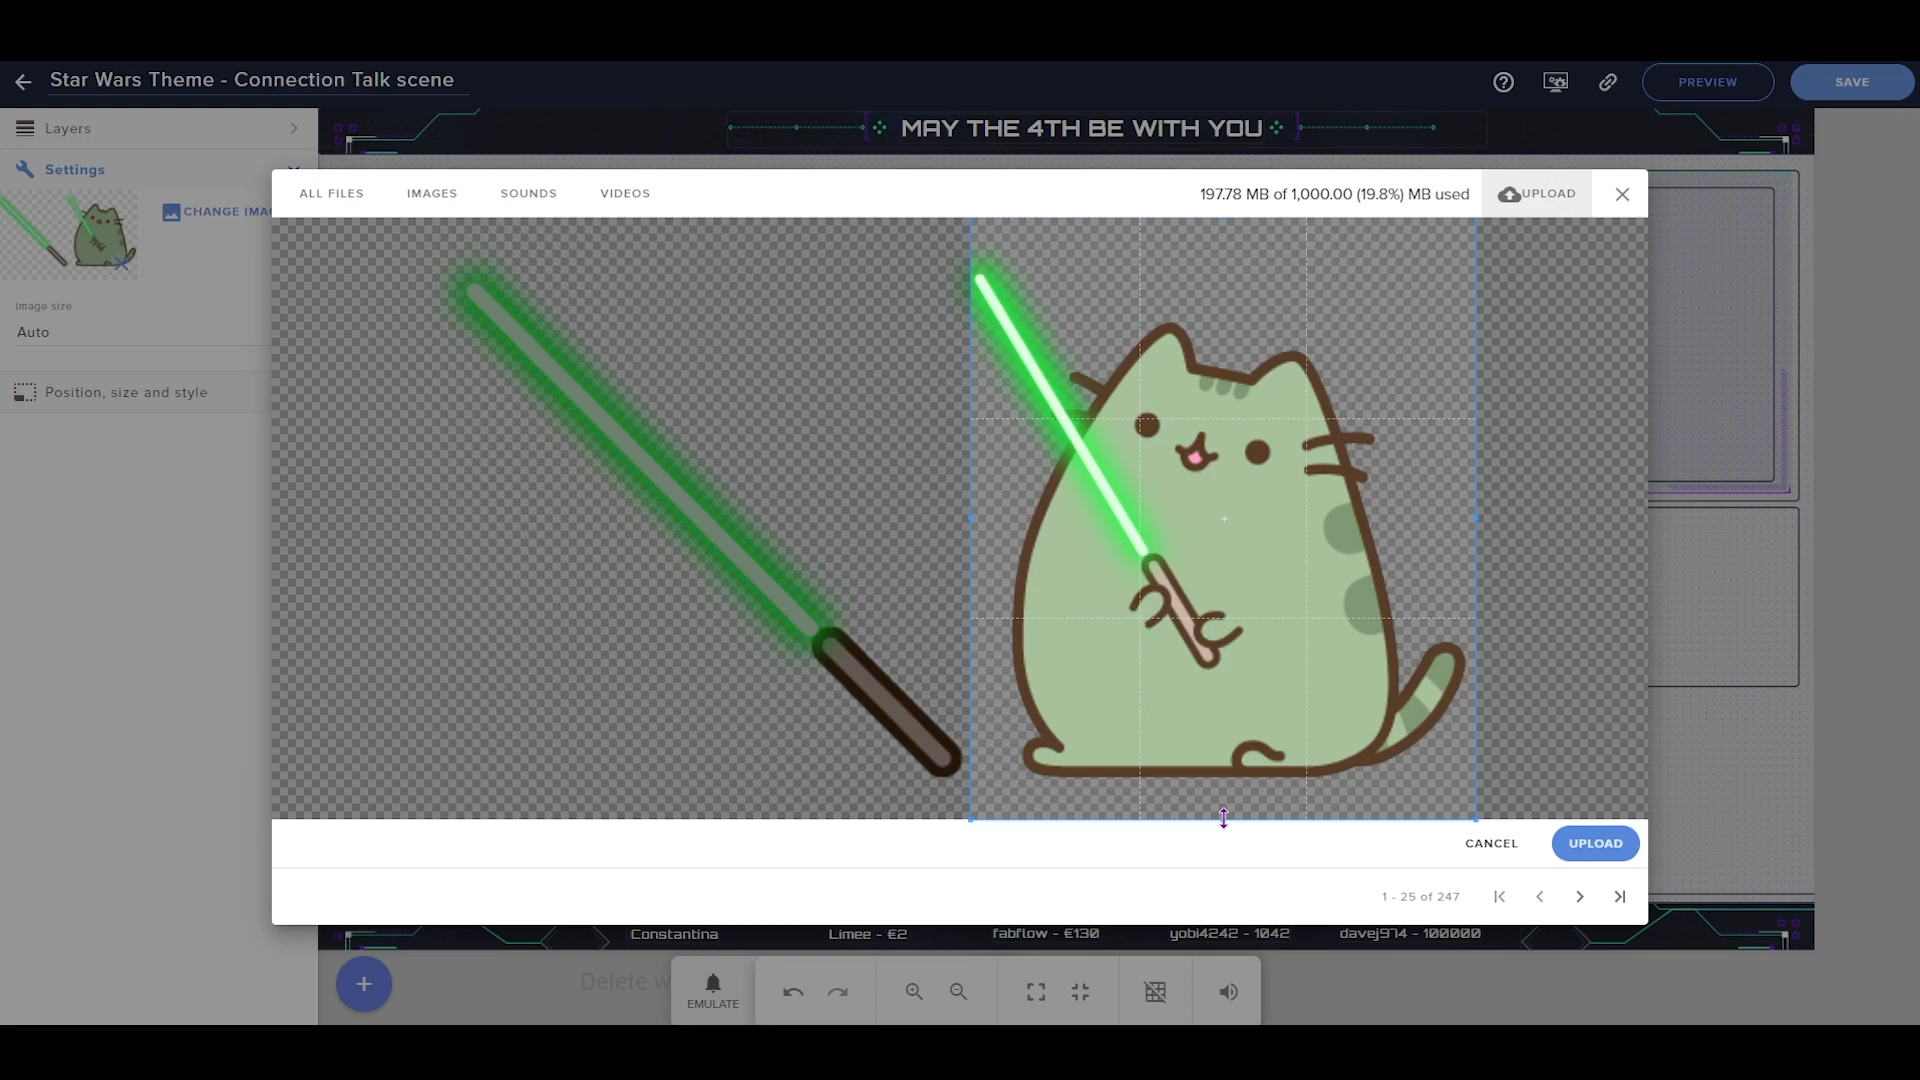 Star Wars Theme - Connection Talk scene
PREVIEW
SAVE
Layers
MAY THE 4TH BE WITH YOU
Settings
ALL FILES
IMAGES
SOUNDS
VIDEOS
197.78 MB of 1,000.00 (19.8%) MB used
UPLOAD
CHANGE IMA
Image size
Auto
Position, size and style
CANCEL
UPLOAD
1 - 25 of 247
Constantina
Limee - €2
fabflow - €130
yobi4242 - 1042
davej974 - 100000
Delete w
EMULATE